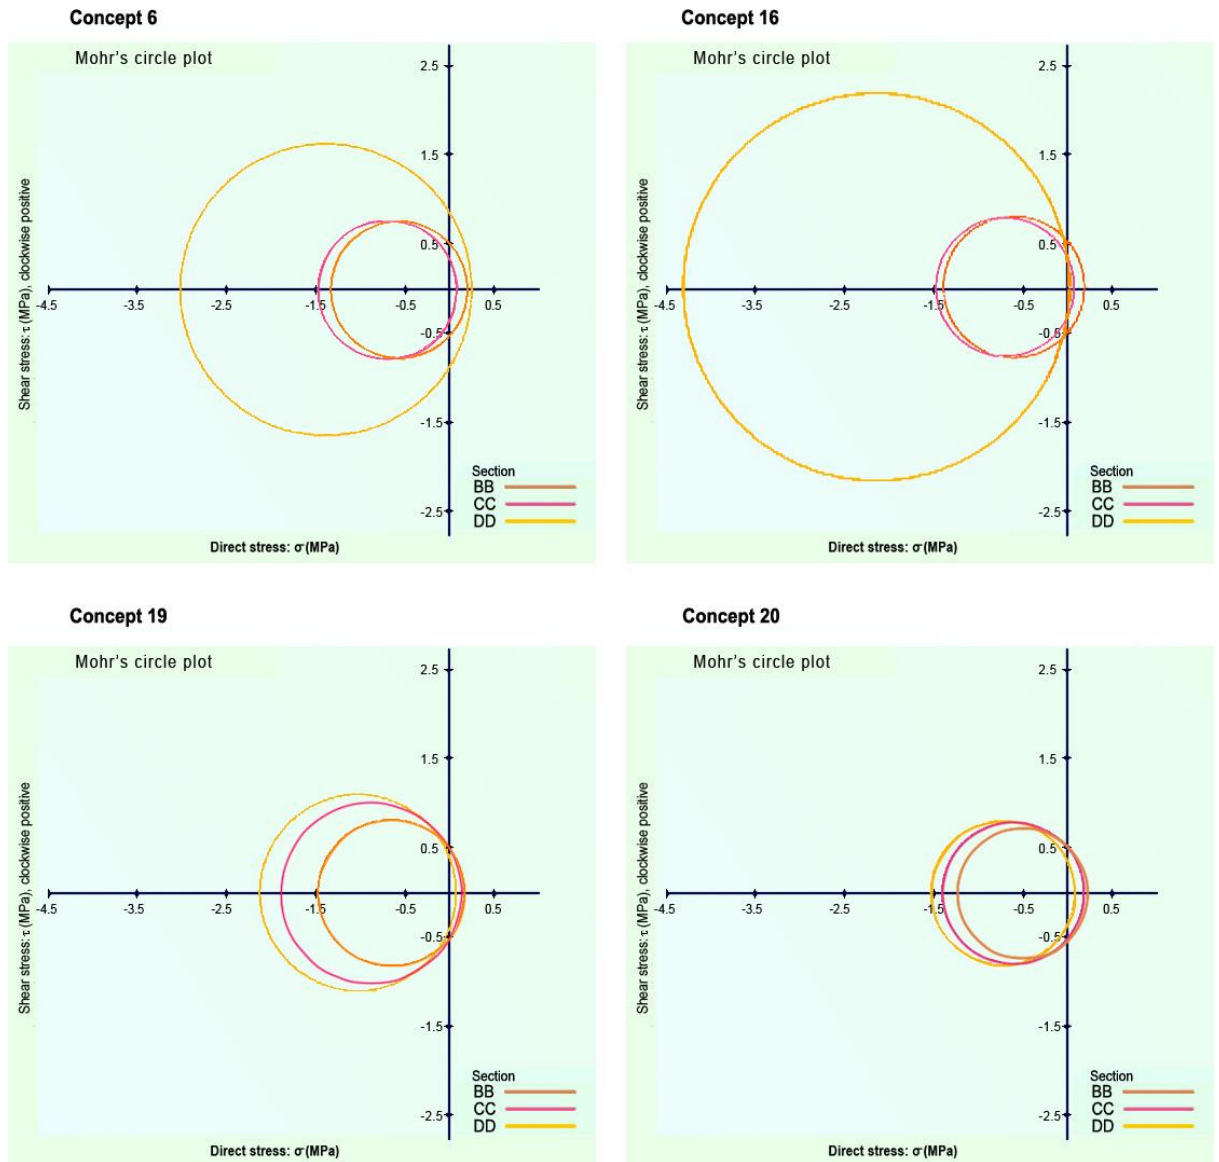 Concept 6
Mohr's circle plot
2.5
1.5
0.5
-4.5 -3.5 -2.5 -1.5 -0.5 0.5
-0.5
-1.5
-2.5
Shear stress: τ (MPa), clockwise positive
Section
BB
CC
DD
Direct stress: σ (MPa)
Concept 16
Mohr's circle plot
2.5
1.5
0.5
-4.5 -3.5 -2.5 -1.5 -0.5 0.5
-0.5
-1.5
-2.5
Shear stress: τ (MPa), clockwise positive
Section
BB
CC
DD
Direct stress: σ (MPa)
Concept 19
Mohr's circle plot
2.5
1.5
0.5
-4.5 -3.5 -2.5 -1.5 -0.5 0.5
-0.5
-1.5
-2.5
Shear stress: τ (MPa), clockwise positive
Section
BB
CC
DD
Direct stress: σ (MPa)
Concept 20
Mohr's circle plot
2.5
1.5
0.5
-4.5 -3.5 -2.5 -1.5 -0.5 0.5
-0.5
-1.5
-2.5
Shear stress: τ (MPa), clockwise positive
Section
BB
CC
DD
Direct stress: σ (MPa)